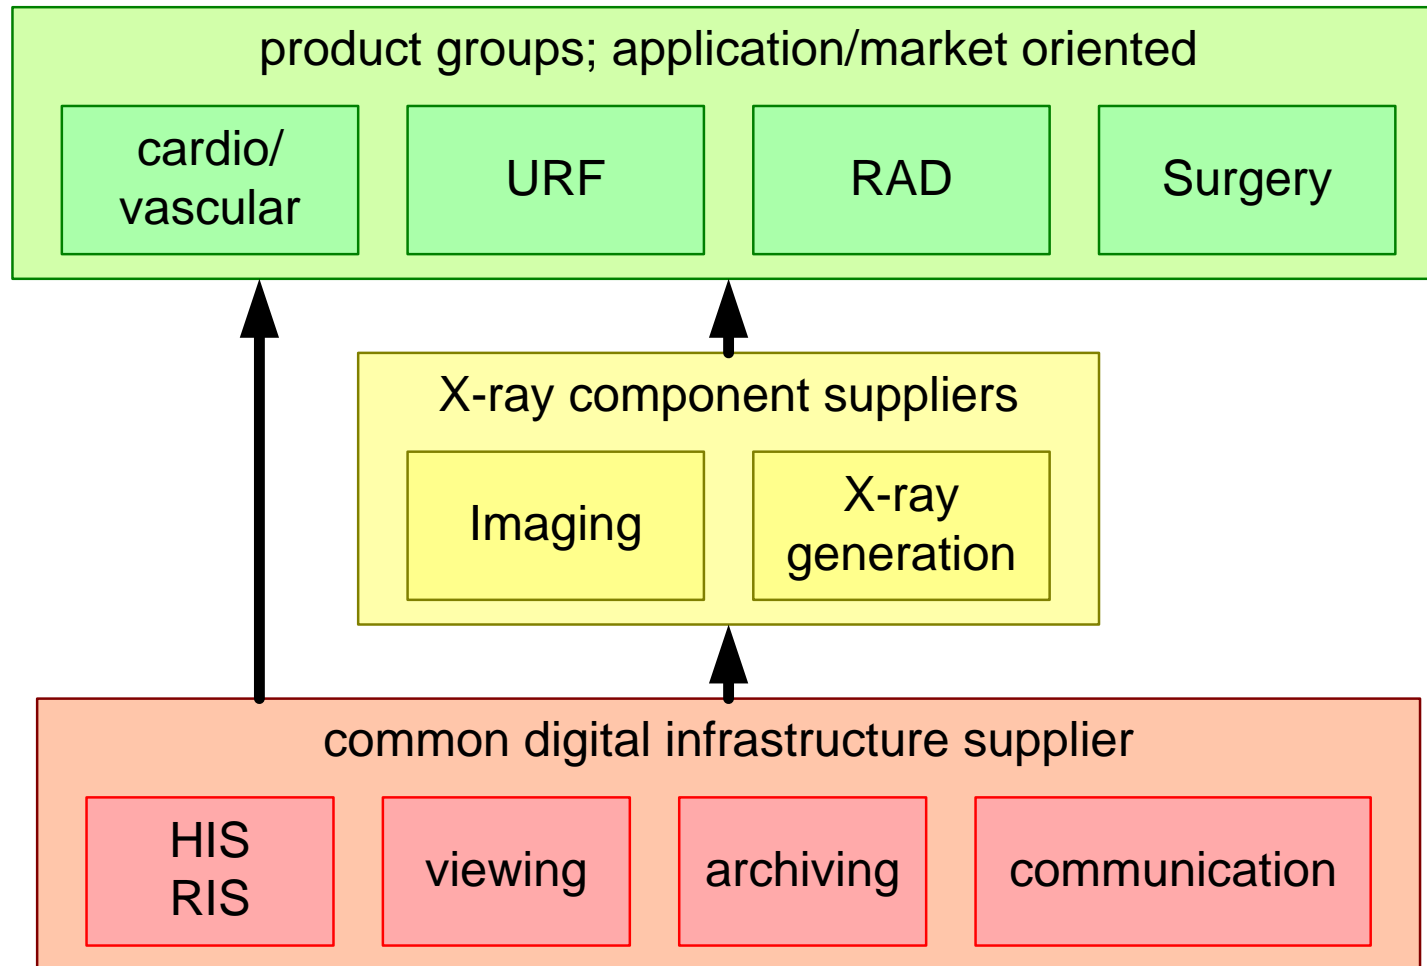 product groups; application/market oriented
cardio/
vascular
URF
RAD
Surgery
X-ray component suppliers
Imaging
X-ray
generation
common digital infrastructure supplier
HIS
RIS
viewing
archiving
communication